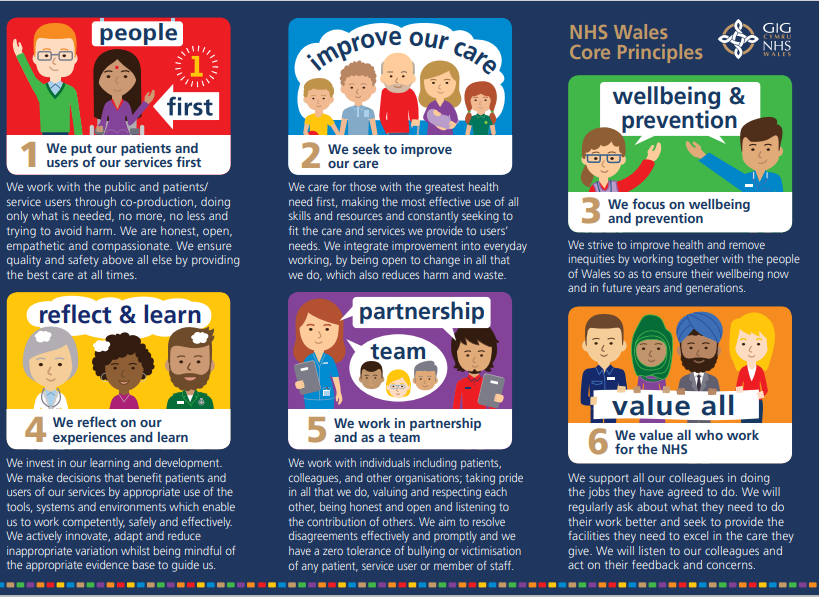 people
1
first
1 We put our patients and
users of our services first
We work with the public and patients/
service users through co-production, doing
only what is needed, no more, no less and
trying to avoid harm. We are honest, open,
empathetic and compassionate. We ensure
quality and safety above all else by providing
the best care at all times.
improve our care
2 We seek to improve
our care
We care for those with the greatest health
need first, making the most effective use of all
skills and resources and constantly seeking to
fit the care and services we provide to users’
needs. We integrate improvement into everyday
working, by being open to change in all that
we do, which also reduces harm and waste.
NHS Wales
Core Principles
GIG
CYMRU
NHS
WALES
wellbeing &
prevention
3 We focus on wellbeing
and prevention
We strive to improve health and remove
inequities by working together with the people
of Wales so as to ensure their wellbeing now
and in future years and generations.
reflect & learn
4 We reflect on our
experiences and learn
We invest in our learning and development.
We make decisions that benefit patients and
users of our services by appropriate use of the
tools, systems and environments which enable
us to work competently, safely and effectively.
We actively innovate, adapt and reduce
inappropriate variation whilst being mindful of
the appropriate evidence base to guide us.
partnership
team
5 We work in partnership
and as a team
We work with individuals including patients,
colleagues, and other organisations; taking pride
in all that we do, valuing and respecting each
other, being honest and open and listening to
the contribution of others. We aim to resolve
disagreements effectively and promptly and we
have a zero tolerance of bullying or victimisation
of any patient, service user or member of staff.
value all
6 We value all who work
for the NHS
We support all our colleagues in doing
the jobs they have agreed to do. We will
regularly ask about what they need to do
their work better and seek to provide the
facilities they need to excel in the care they
give. We will listen to our colleagues and
act on their feedback and concerns.